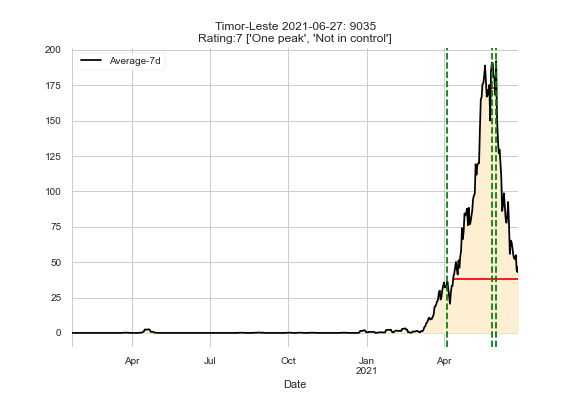 Timor-Leste 2021-06-27: 9035
Rating:7 ['One peak', 'Not in control']
Average-7d
200
175
150
125
100
75
50
25
0
Apr
Jul
Oct
Jan
2021
Apr
Date